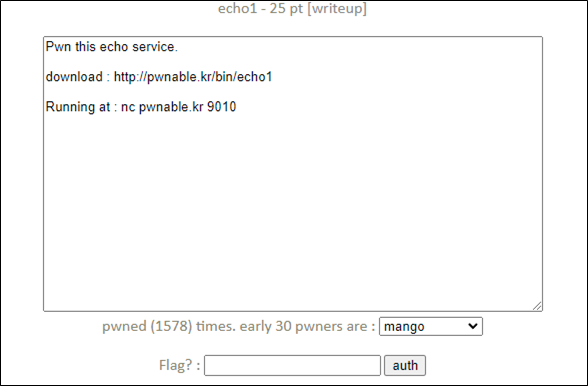 echo1 - 25 pt [writeup]
Pwn this echo service.
download : http://pwnable.kr/bin/echo1
Running at : nc pwnable.kr 9010
pwned (1578) times. early 30 pwners are : mango
Flag? : auth